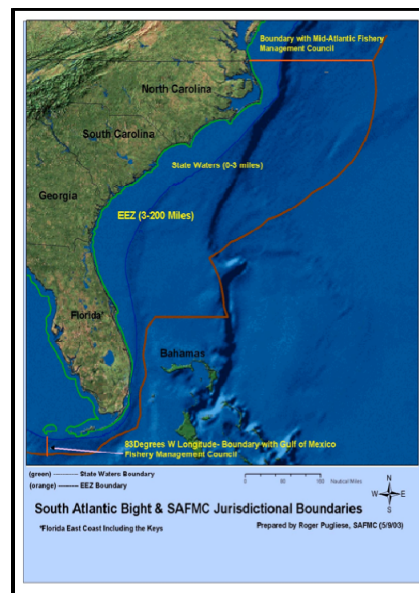 Boundary with Mid-Atlantic Fishery
Management Council
North Carolina
South Carolina
State Waters (0-3 miles)
Georgia
EEZ (3-200 Miles)
Florida*
Bahamas
83Degrees W Longitude- Boundary with Gulf of Mexico
Fishery Management Council
(green) ---------- State Waters Boundary
(orange) ---------- EEZ Boundary
Nautical Miles
N
W
E
S
South Atlantic Bight & SAFMC Jurisdictional Boundaries
*Florida East Coast Including the Keys
Prepared by Roger Pugliese, SAFMC (5/9/03)